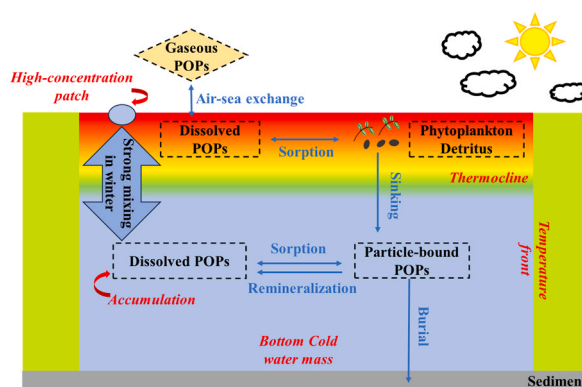 Gaseous
POPs
High-concentration
patch
Air-sea exchange
Dissolved
POPs
Sorption
Phytoplankton
Detritus
Thermocline
Strong mixing
in winter
Sinking
Temperature
front
Dissolved POPs
Sorption
Remineralization
Particle-bound
POPs
Accumulation
Burial
Bottom Cold
water mass
Sediment